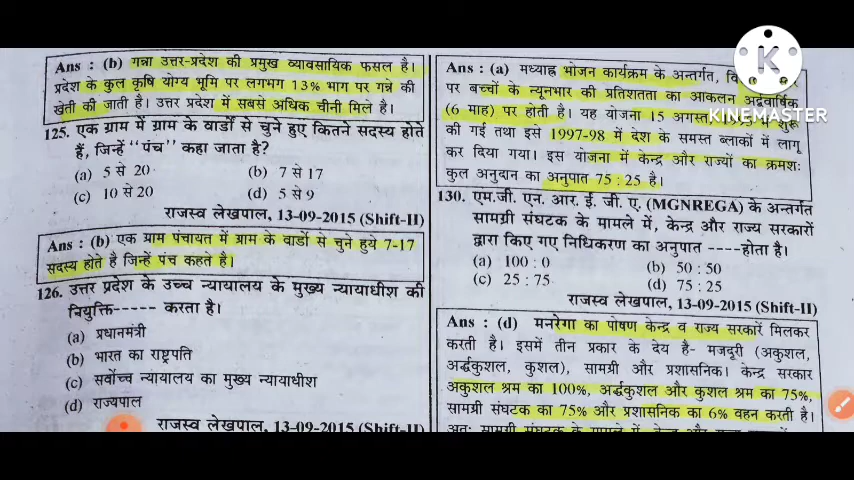 Ans : (b) गन्ना उत्तर-प्रदेश की प्रमुख व्यावसायिक फसल है।
प्रदेश के कुल कृषि योग्य भूमि पर लगभग 13% भाग पर गन्ने की
खेती की जाती है। उत्तर प्रदेश में सबसे अधिक चीनी मिले है।
125. एक ग्राम में ग्राम के वार्डों से चुने हुए कितने सदस्य होते
हैं, जिन्हें "पंच" कहा जाता है?
(a) 5 से 20 (b) 7 से 17
(c) 10 से 20 (d) 5 से 9
राजस्व लेखपाल, 13-09-2015 (Shift-II)
Ans : (b) एक ग्राम पंचायत में ग्राम के वार्डों से चुने हुये 7-17
सदस्य होते है जिन्हें पंच कहते है।
126. उत्तर प्रदेश के उच्च न्यायालय के मुख्य न्यायाधीश की
नियुक्ति----- करता है।
(a) प्रधानमंत्री
(b) भारत का राष्ट्रपति
(c) सर्वोच्च न्यायालय का मुख्य न्यायाधीश
(d) राज्यपाल
राजस्व लेखपाल, 13-09-2015 (Shift-II)
Ans : (a) मध्याह्न भोजन कार्यक्रम के अन्तर्गत,
पर बच्चों के न्यूनभार की प्रतिशतता का आकलन अर्द्धवार्षिक
(6 माह) पर होती है। यह योजना 15 अगस्त 1995 में शुरू
की गई तथा इसे 1997-98 में देश के समस्त ब्लाकों में लागू
कर दिया गया। इस योजना में केन्द्र और राज्यों का क्रमशः
कुल अनुदान का अनुपात 75 : 25 है।
130. एम.जी. एन. आर. ई. जी. ए. (MGNREGA) के अन्तर्गत
सामाग्री संघटक के मामले में, केन्द्र और राज्य सरकारों
द्वारा किए गए निधिकरण का अनुपात ----होता है।
(a) 100 : 0 (b) 50 : 50
(c) 25 : 75 (d) 75 : 25
राजस्व लेखपाल, 13-09-2015 (Shift-II)
Ans : (d) मनरेगा का पोषण केन्द्र व राज्य सरकारें मिलकर
करती है। इसमें तीन प्रकार के देय है- मजदूरी (अकुशल,
अर्द्धकुशल, कुशल), सामाग्री और प्रशासनिक। केन्द्र सरकार
अकुशल श्रम का 100%, अर्द्धकुशल और कुशल श्रम का 75%,
सामाग्री संघटक का 75% और प्रशासनिक का 6% वहन करती है।
अतः सामग्री संघटक के मामले में, केन्द्र और राज्य
KINEMASTER